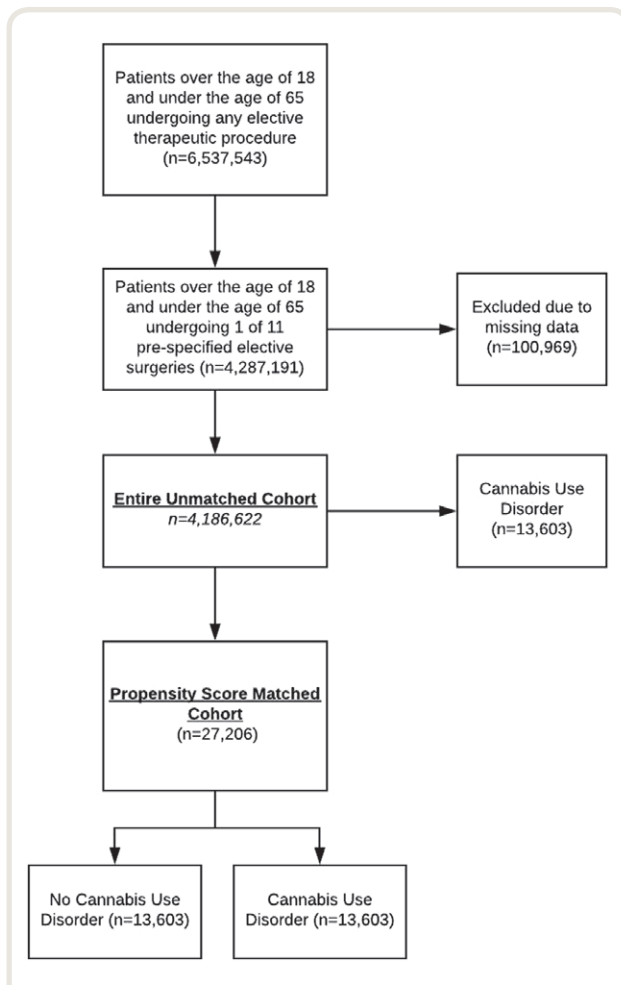 Patients over the age of 18
and under the age of 65
undergoing any elective
therapeutic procedure
(n=6,537,543)
Patients over the age of 18
and under the age of 65
undergoing 1 of 11
pre-specified elective
surgeries (n=4,287,191)
Excluded due to
missing data
(n=100,969)
Entire Unmatched Cohort
n=4,186,622
Cannabis Use
Disorder
(n=13,603)
Propensity Score Matched
Cohort
(n=27,206)
No Cannabis Use
Disorder (n=13,603)
Cannabis Use
Disorder (n=13,603)